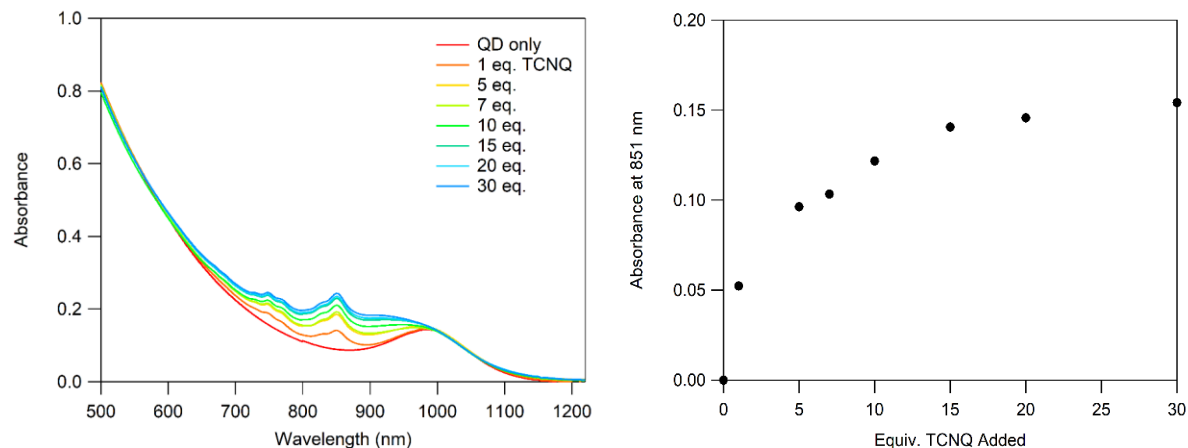 1.0
0.8
0.6
0.4
0.2
0.0
Absorbance
500 600 700 800 900 1000 1100 1200
Wavelength (nm)
QD only
1 eq. TCNQ
5 eq.
7 eq.
10 eq.
15 eq.
20 eq.
30 eq.
0.20
0.15
0.10
0.05
0.00
Absorbance at 851 nm
0 5 10 15 20 25 30
Equiv. TCNQ Added